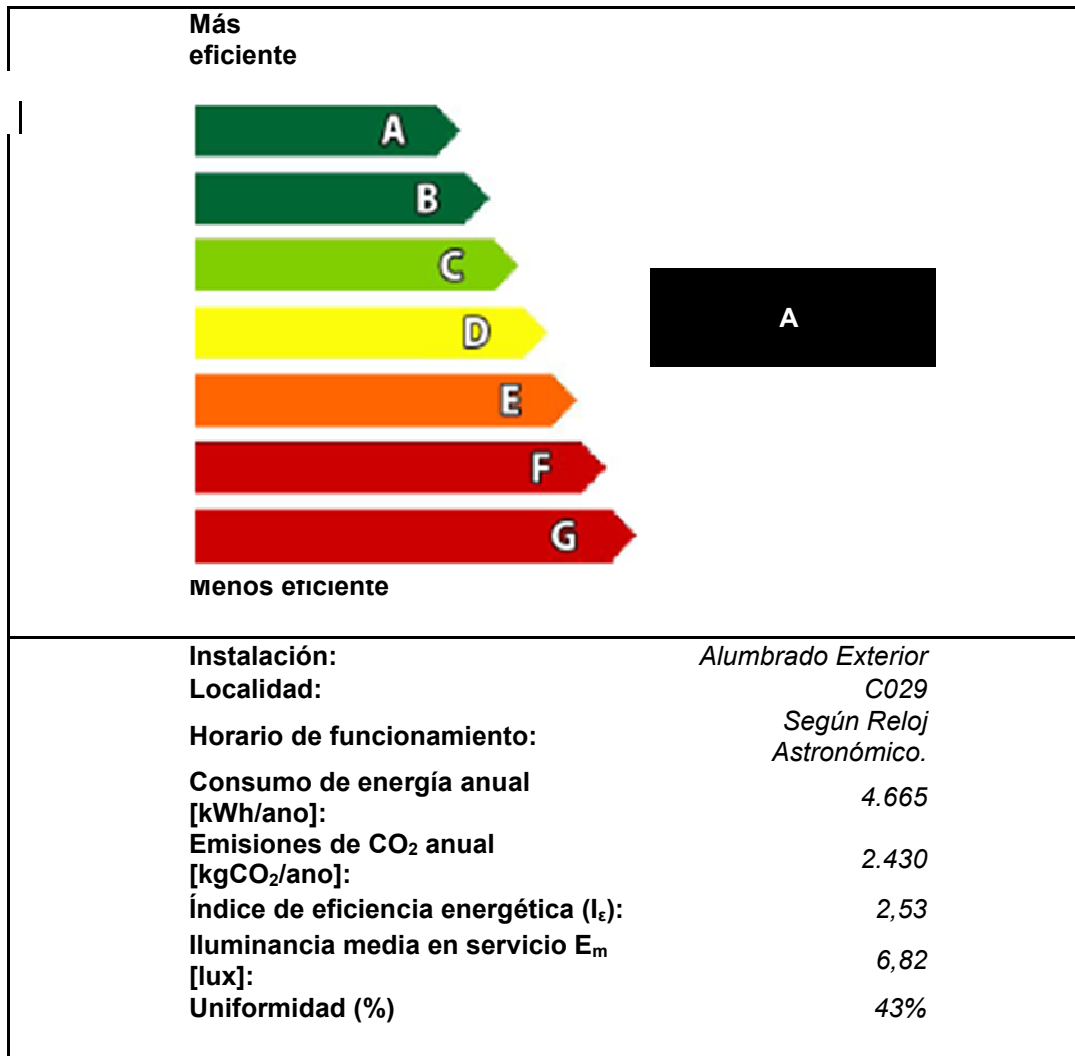 Más
eficiente
A
B
C
D
E
F
G
A
Menos eficiente
Instalación: Alumbrado Exterior
Localidad: C029
Horario de funcionamiento: Según Reloj
Astronómico.
Consumo de energía anual
[kWh/ano]: 4.665
Emisiones de CO₂ anual
[kgCO₂/ano]: 2.430
Índice de eficiencia energética (Iε): 2,53
Iluminancia media en servicio Em
[lux]: 6,82
Uniformidad (%) 43%